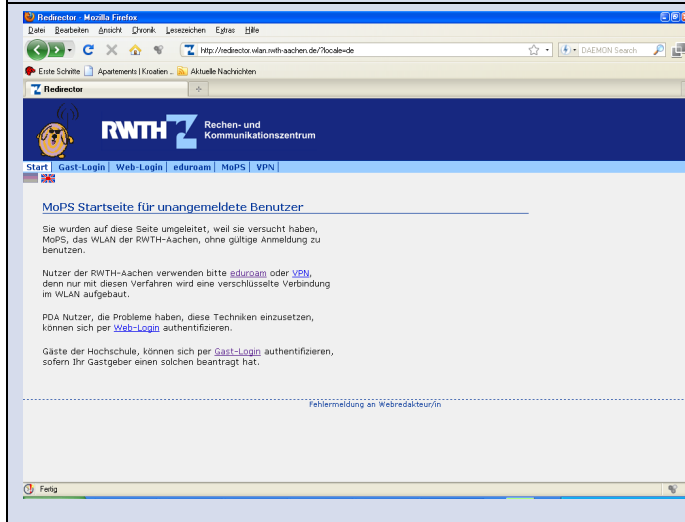 Redirector - Mozilla Firefox
Datei Bearbeiten Ansicht Chronik Lesezeichen Extras Hilfe
http://redirector.wlan.rwth-aachen.de/?locale=de
DAEMON Search
Erste Schritte Apartements | Kroatien ... Aktuelle Nachrichten
Redirector
RWTH
Rechen- und
Kommunikationszentrum
Start Gast-Login Web-Login eduroam MoPS VPN
MoPS Startseite für unangemeldete Benutzer
Sie wurden auf diese Seite umgeleitet, weil sie versucht haben,
MoPS, das WLAN der RWTH-Aachen, ohne gültige Anmeldung zu
benutzen.
Nutzer der RWTH-Aachen verwenden bitte eduroam oder VPN,
denn nur mit diesen Verfahren wird eine verschlüsselte Verbindung
im WLAN aufgebaut.
PDA Nutzer, die Probleme haben, diese Techniken einzusetzen,
können sich per Web-Login authentifizieren.
Gäste der Hochschule, können sich per Gast-Login authentifizieren,
sofern Ihr Gastgeber einen solchen beantragt hat.
Fehlermeldung an Webredakteur/in
Fertig